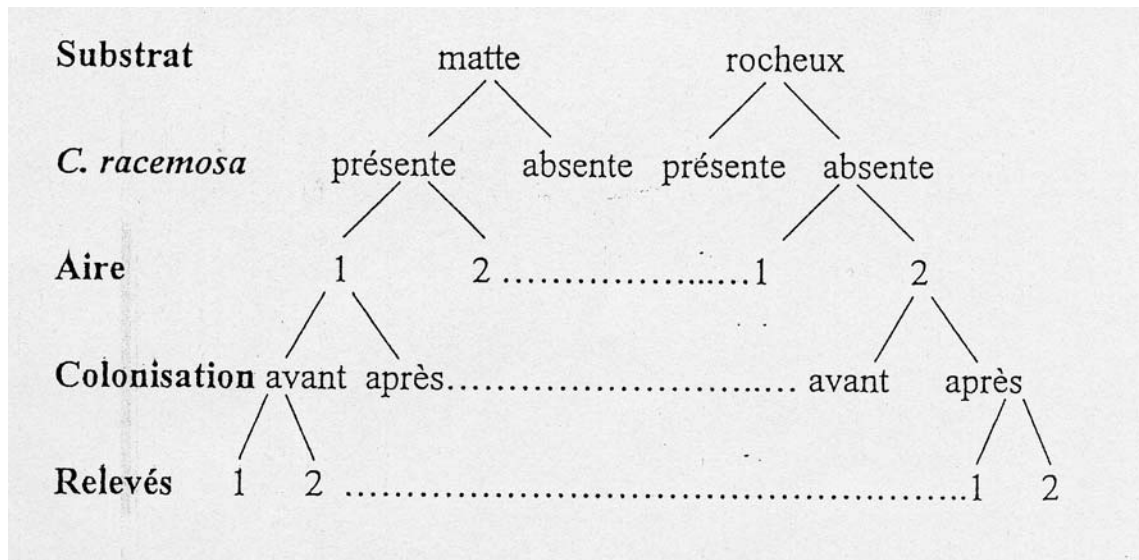 Substrat matte rocheux
C. racemosa présente absente présente absente
Aire 1 2 ........................ 1 2
Colonisation avant après ................................ avant après
Relevés 1 2 ........................................................ 1 2